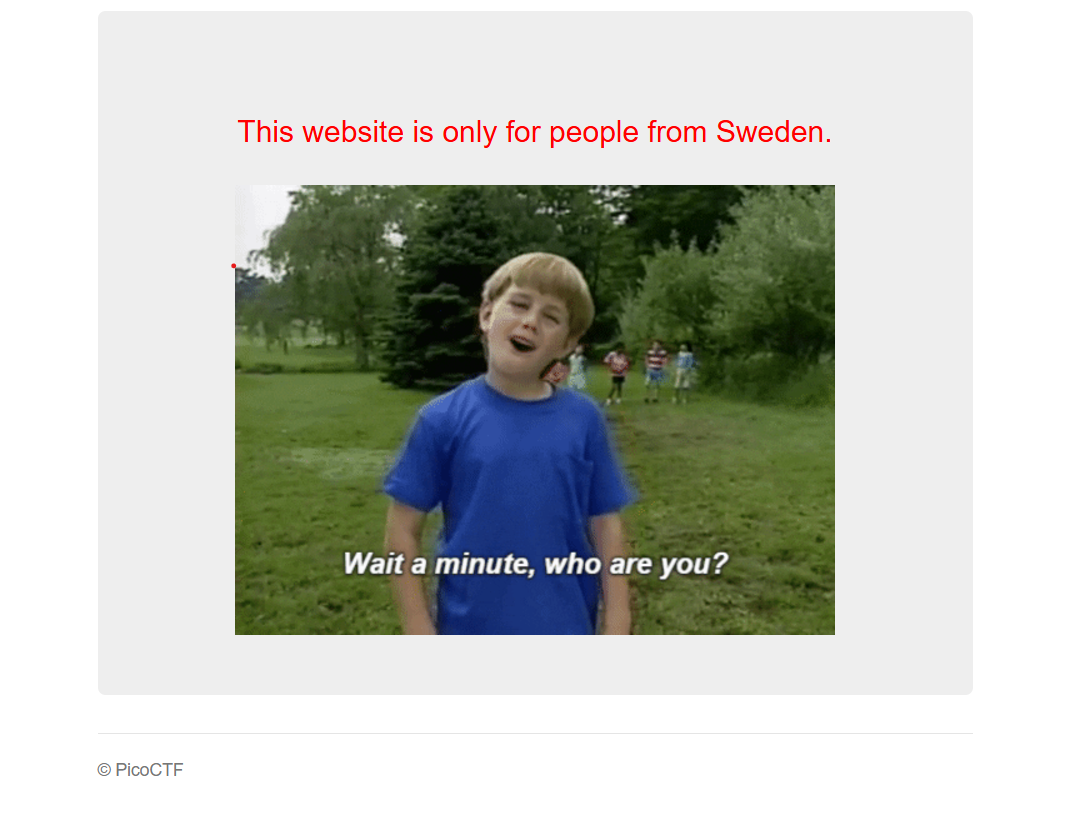 This website is only for people from Sweden.
Wait a minute, who are you?
© PicoCTF